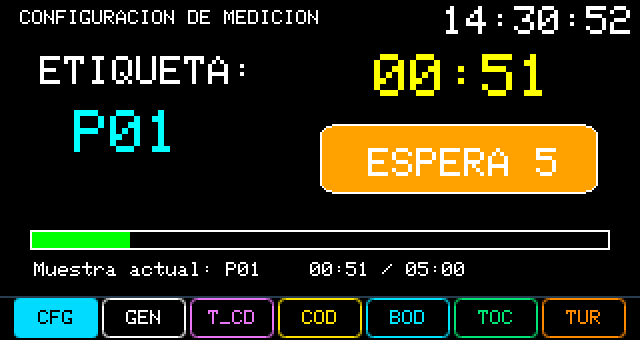 CONFIGURACION DE MEDICION 14:30:52
ETIQUETA: 00:51
P01
ESPERA 5
Muestra actual: P01 00:51 / 05:00
CFG GEN T_CD COD BOD TOC TUR